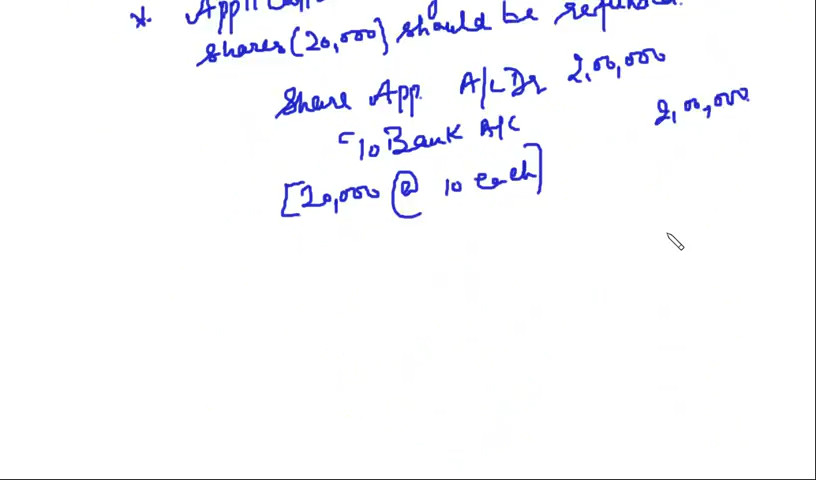 * Application
shares (20,000) should be refunded.
Share App. A/c Dr 2,00,000
To Bank A/c 2,00,000
[20,000 @ 10 each]